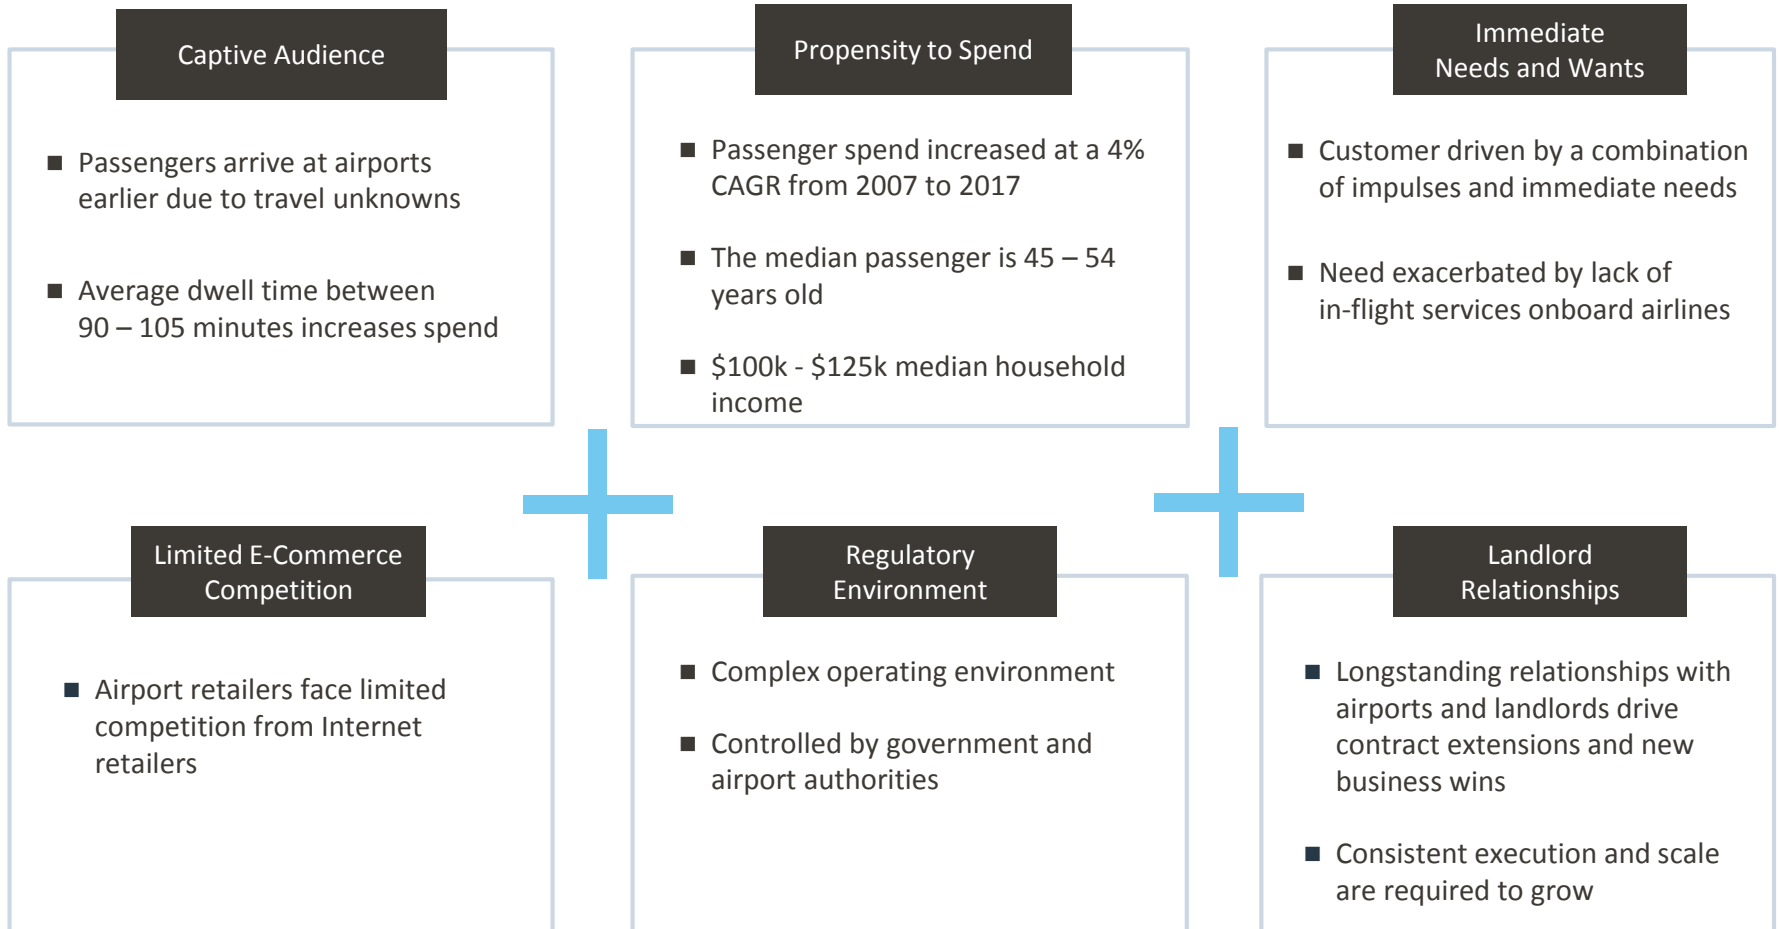 Captive Audience
■ Passengers arrive at airports
earlier due to travel unknowns
■ Average dwell time between
90 – 105 minutes increases spend
Propensity to Spend
■ Passenger spend increased at a 4%
CAGR from 2007 to 2017
■ The median passenger is 45 – 54
years old
■ $100k - $125k median household
income
Immediate
Needs and Wants
■ Customer driven by a combination
of impulses and immediate needs
■ Need exacerbated by lack of
in-flight services onboard airlines
Limited E-Commerce
Competition
■ Airport retailers face limited
competition from Internet
retailers
Regulatory
Environment
■ Complex operating environment
■ Controlled by government and
airport authorities
Landlord
Relationships
■ Longstanding relationships with
airports and landlords drive
contract extensions and new
business wins
■ Consistent execution and scale
are required to grow